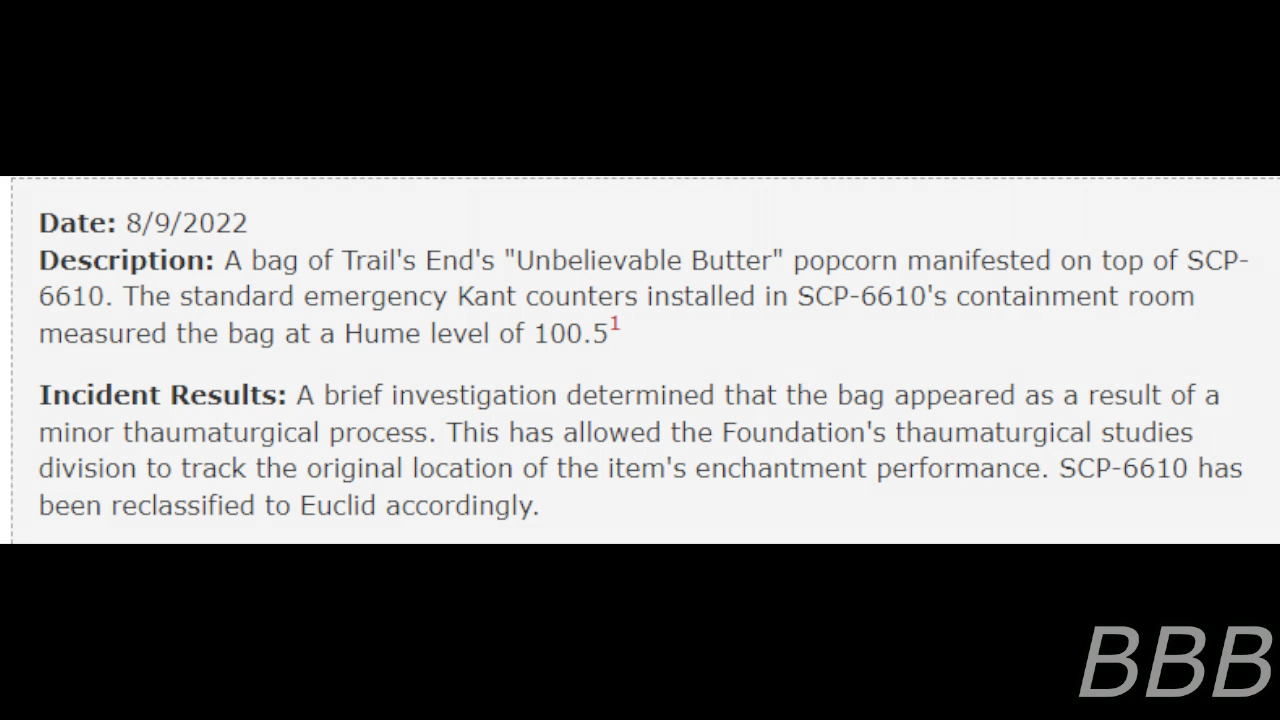 Date: 8/9/2022
Description: A bag of Trail's End's "Unbelievable Butter" popcorn manifested on top of SCP-
6610. The standard emergency Kant counters installed in SCP-6610's containment room
measured the bag at a Hume level of 100.5¹
Incident Results: A brief investigation determined that the bag appeared as a result of a
minor thaumaturgical process. This has allowed the Foundation's thaumaturgical studies
division to track the original location of the item's enchantment performance. SCP-6610 has
been reclassified to Euclid accordingly.
BBB